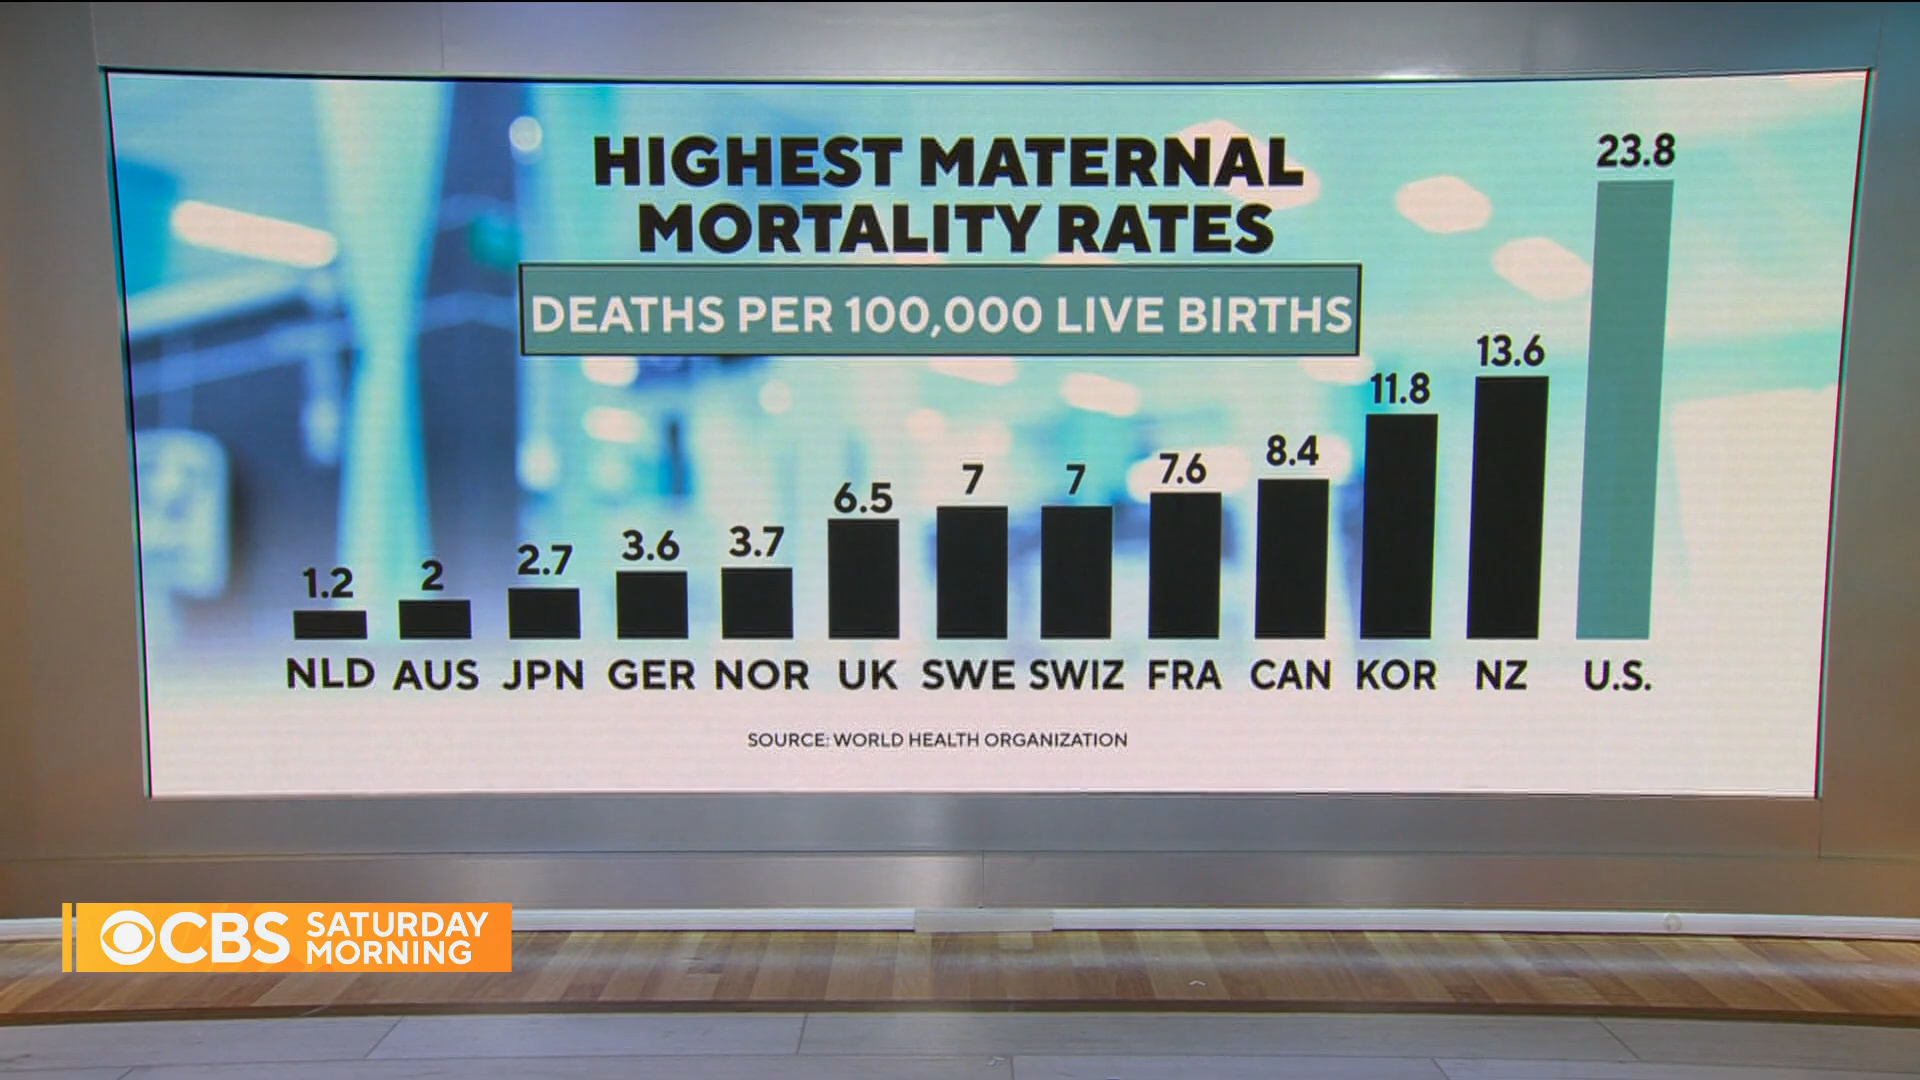 HIGHEST MATERNAL
MORTALITY RATES
DEATHS PER 100,000 LIVE BIRTHS
1.2 2 2.7 3.6 3.7 6.5 7 7 7.6 8.4 11.8 13.6 23.8
NLD AUS JPN GER NOR UK SWE SWIZ FRA CAN KOR NZ U.S.
SOURCE: WORLD HEALTH ORGANIZATION
CBS SATURDAY
MORNING